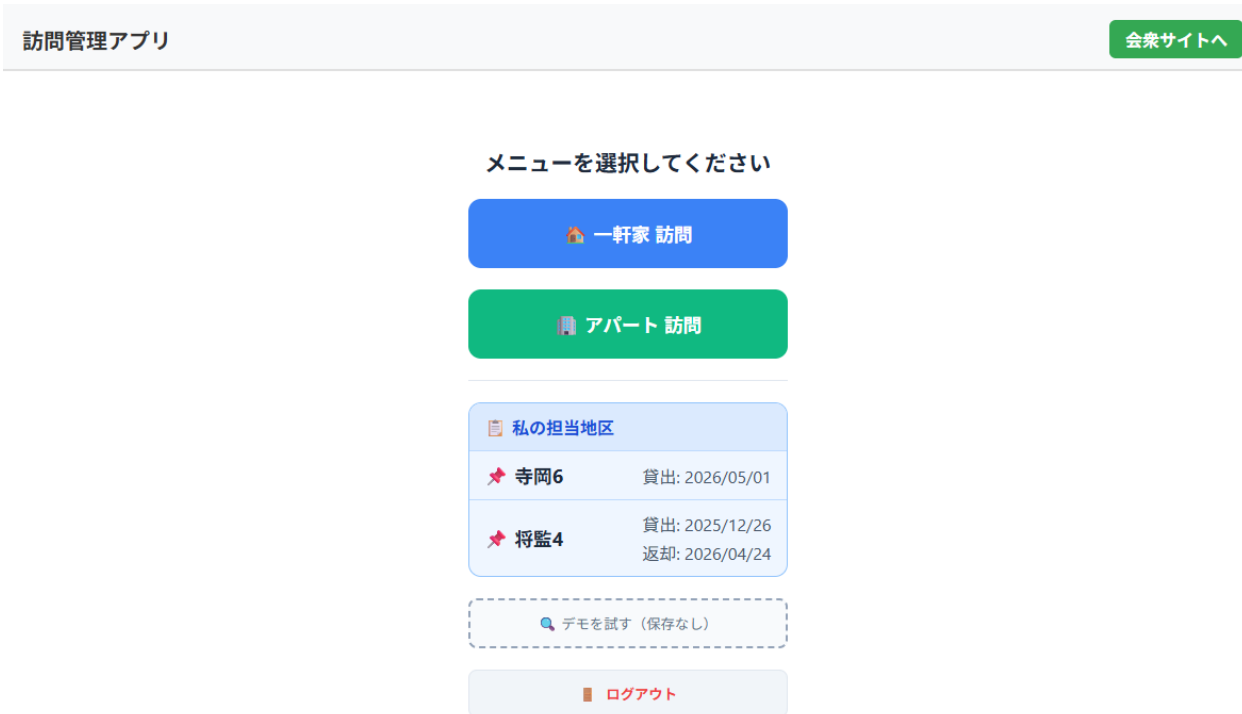 訪問管理アプリ
会衆サイトへ
メニューを選択してください
🏠 一軒家 訪問
🏢 アパート 訪問
📋 私の担当地区
📌 寺岡6 貸出: 2026/05/01
📌 将監4 貸出: 2025/12/26
返却: 2026/04/24
🔍 デモを試す（保存なし）
🚪 ログアウト